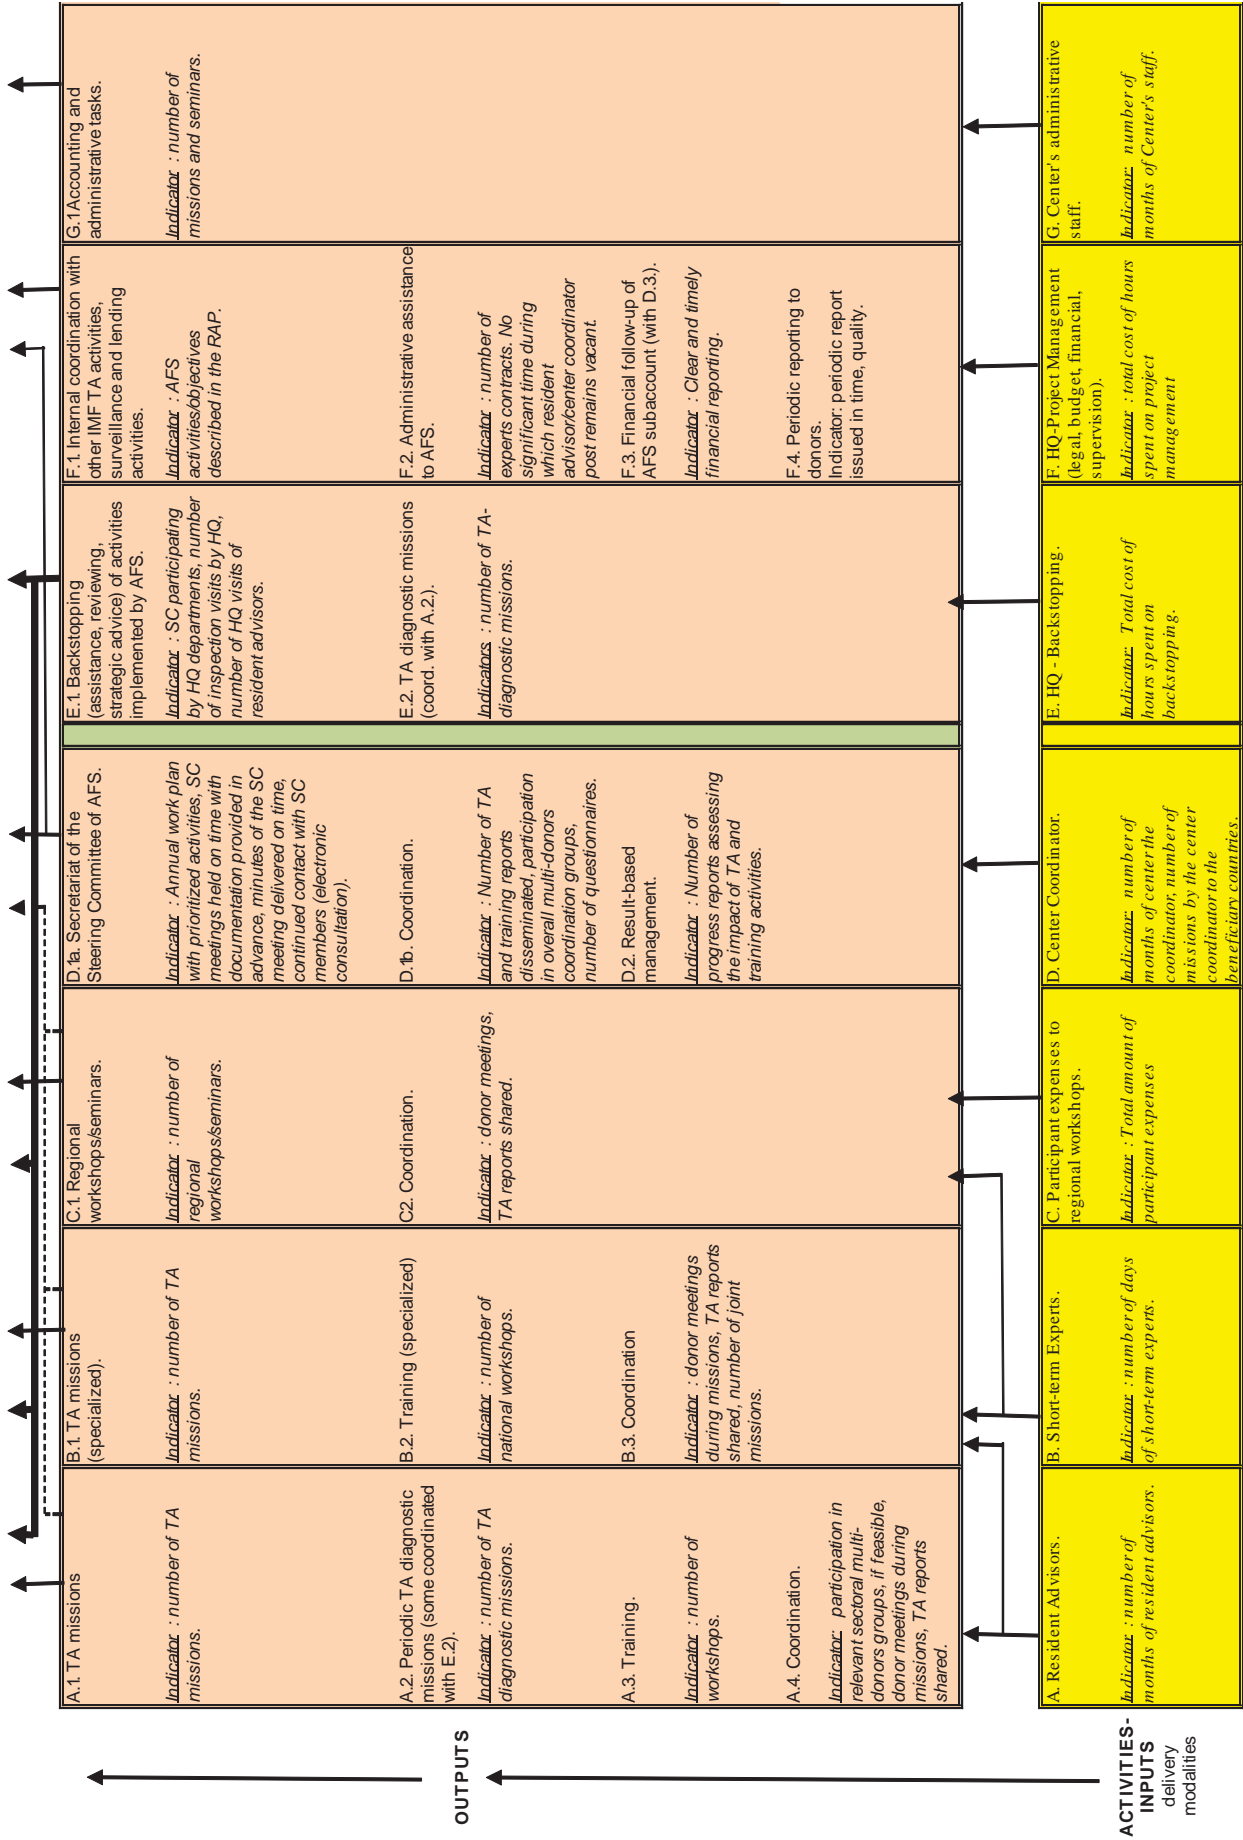 OUTPUTS
A.1. TA missions
Indicator : number of TA
missions.
A.2. Periodic TA diagnostic
missions (some coordinated
with E.2).
Indicator : number of TA
diagnostic missions.
A.3. Training.
Indicator : number of
workshops.
A.4. Coordination.
Indicator: participation in
relevant sectoral multi-
donors groups, if feasible,
donor meetings during
missions, TA reports
shared.
B.1. TA missions
(specialized).
Indicator : number of TA
missions.
B.2. Training (specialized)
Indicator : number of
national workshops.
B.3. Coordination
Indicator : donor meetings
during missions, TA reports
shared, number of joint
missions.
C.1. Regional
workshops/seminars.
Indicator : number of
regional
workshops/seminars.
C2. Coordination.
Indicator : donor meetings,
TA reports shared.
D.1a. Secretariat of the
Steering Committee of AFS.
Indicator : Annual work plan
with prioritized activities, SC
meetings held on time with
documentation provided in
advance, minutes of the SC
meeting delivered on time,
continued contact with SC
members (electronic
consultation).
D.1b. Coordination.
Indicator : Number of TA
and training reports
disseminated, participation
in overall multi-donors
coordination groups,
number of questionnaires.
D.2. Result-based
management.
Indicator : Number of
progress reports assessing
the impact of TA and
training activities.
E.1. Backstopping
(assistance, reviewing,
strategic advice) of activities
implemented by AFS.
Indicator : SC participating
by HQ departments, number
of inspection visits by HQ,
number of HQ visits of
resident advisors.
E.2. TA diagnostic missions
(coord. with A.2.).
Indicators : number of TA-
diagnostic missions.
F.1. Internal coordination with
other IMF TA activities,
surveillance and lending
activities.
Indicator : AFS
activities/objectives
described in the RAP.
F.2. Administrative assistance
to AFS.
Indicator : number of
experts contracts. No
significant time during
which resident
advisor/center coordinator
post remains vacant.
F.3. Financial follow-up of
AFS subaccount (with D.3.).
Indicator : Clear and timely
financial reporting.
F.4. Periodic reporting to
donors.
Indicator: periodic report
issued in time, quality.
G.1Accounting and
administrative tasks.
Indicator : number of
missions and seminars.
ACTIVITIES-
INPUTS
delivery
modalities
A. Resident Advisors.
Indicator : number of
months of resident advisors.
B. Short-term Experts.
Indicator : number of days
of short-term experts.
C. Participant expenses to
regional workshops.
Indicator : Total amount of
participant expenses
D. Center Coordinator.
Indicator: number of
months of center the
coordinator, number of
missions by the center
coordinator to the
beneficiary countries.
E. HQ - Backstopping.
Indicator: Total cost of
hours spent on
backstopping.
F. HQ-Project Management
(legal, budget, financial,
supervision).
Indicator : total cost of hours
spent on project
management
G. Center's administrative
staff.
Indicator: number of
months of Center's staff.